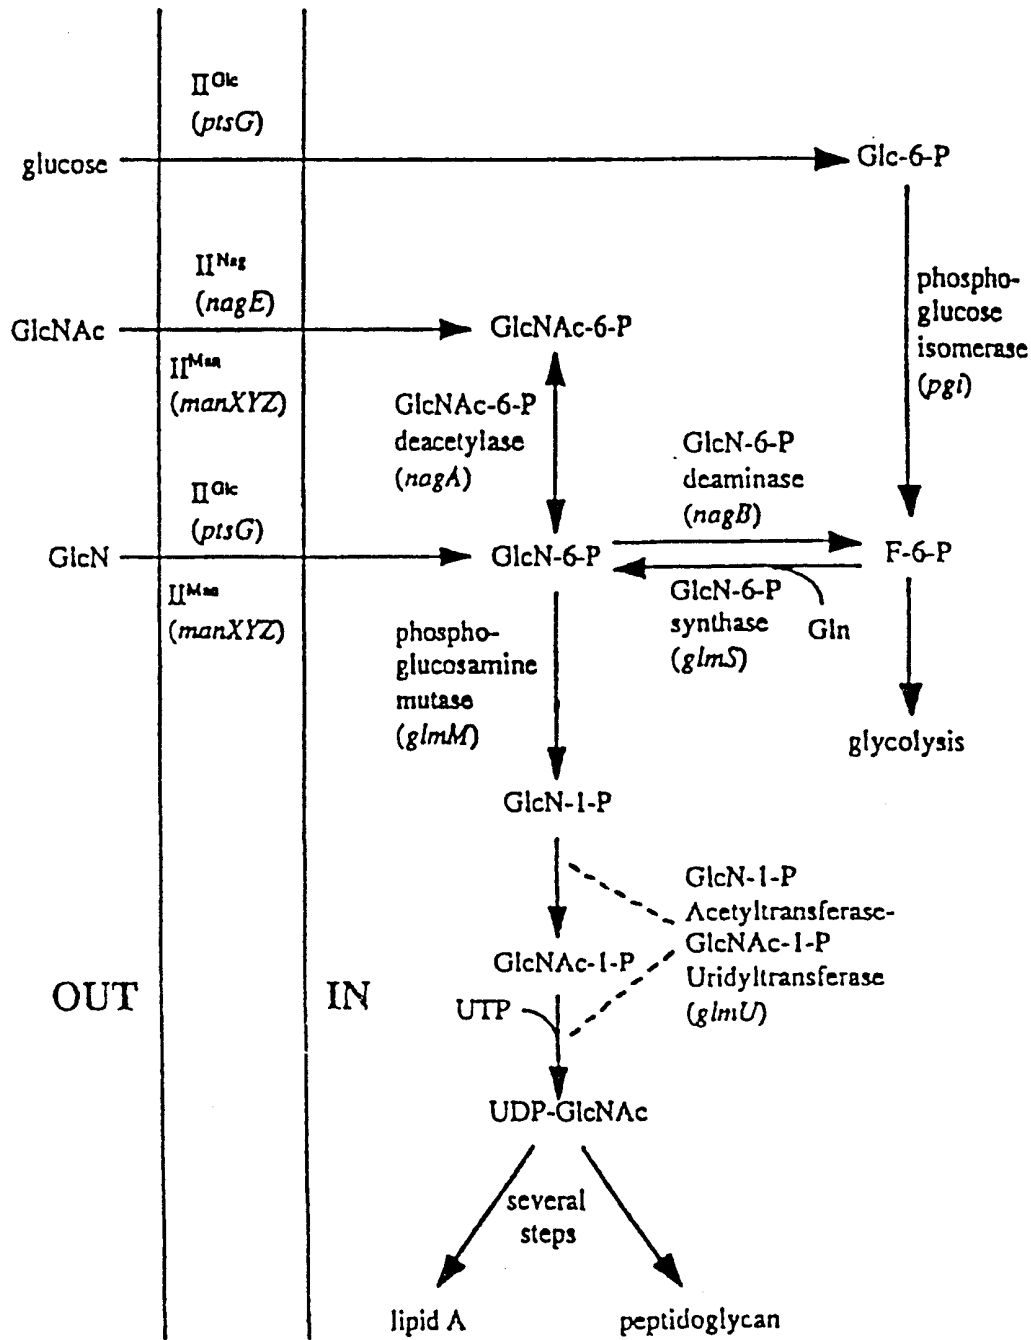 II^Glc
(ptsG)
glucose
Glc-6-P
II^Nag
(nagE)
GlcNAc
GlcNAc-6-P
phospho-
glucose
isomerase
(pgi)
II^Man
(manXYZ)
GlcNAc-6-P
deacetylase
(nagA)
GlcN-6-P
deaminase
(nagB)
II^Glc
(ptsG)
GlcN
GlcN-6-P
F-6-P
II^Man
(manXYZ)
GlcN-6-P
synthase
(glmS)
Gln
phospho-
glucosamine
mutase
(glmM)
glycolysis
GlcN-1-P
GlcN-1-P
Acetyltransferase-
GlcNAc-1-P
Uridyltransferase
(glmU)
GlcNAc-1-P
OUT
IN
UTP
UDP-GlcNAc
several
steps
lipid A
peptidoglycan